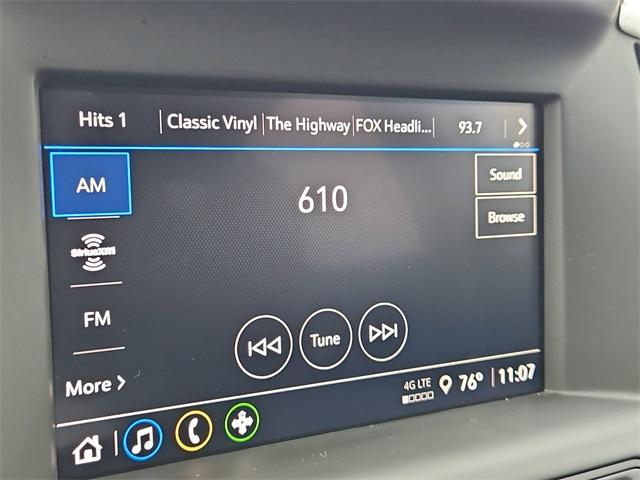 Hits 1 Classic Vinyl The Highway FOX Headli... 93.7
AM
610
Sound
Browse
SiriusXM
FM
Tune
More
4G LTE 76° 11:07